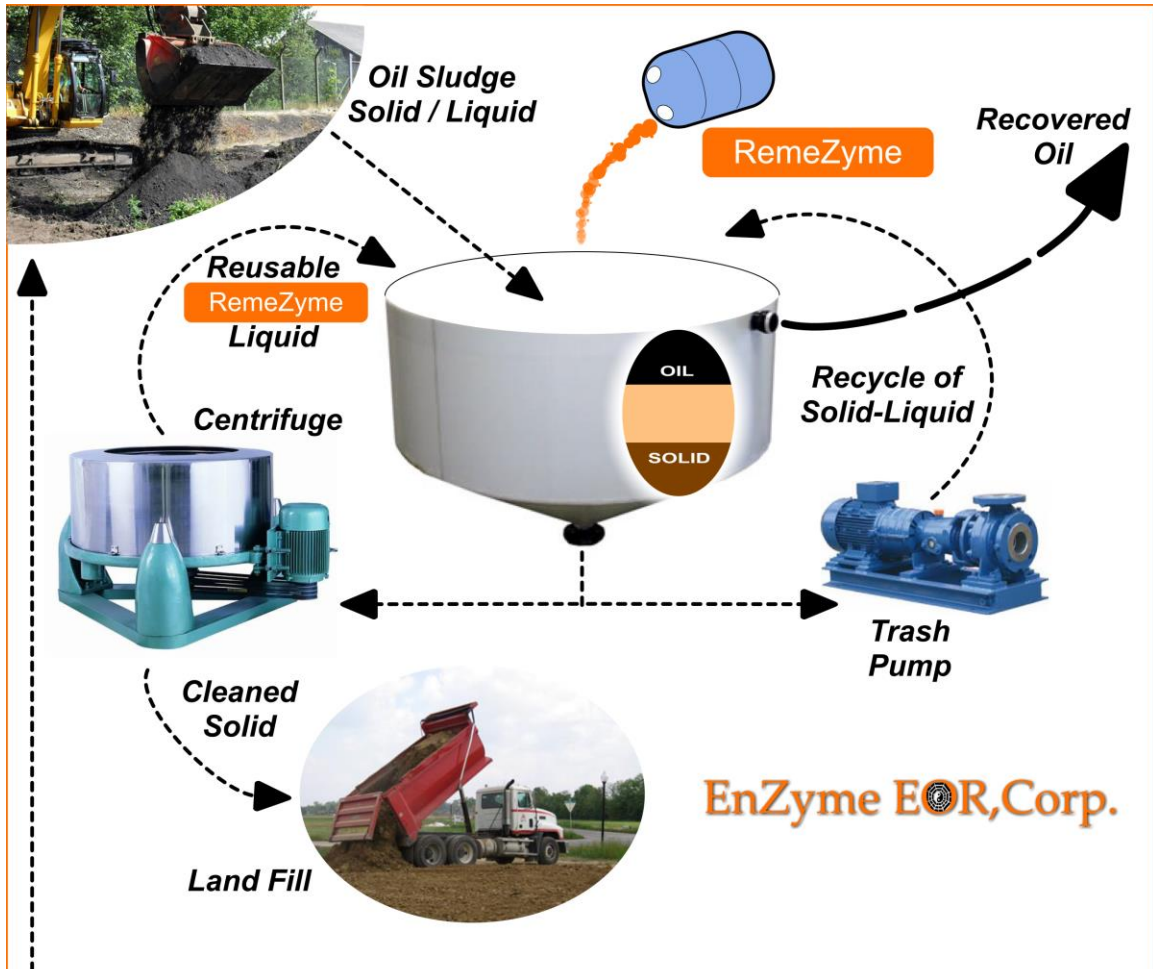 Oil Sludge
Solid / Liquid
RemeZyme
Recovered
Oil
Reusable
RemeZyme
Liquid
OIL
SOLID
Recycle of
Solid-Liquid
Centrifuge
Trash
Pump
Cleaned
Solid
EnZyme EOR,Corp.
Land Fill